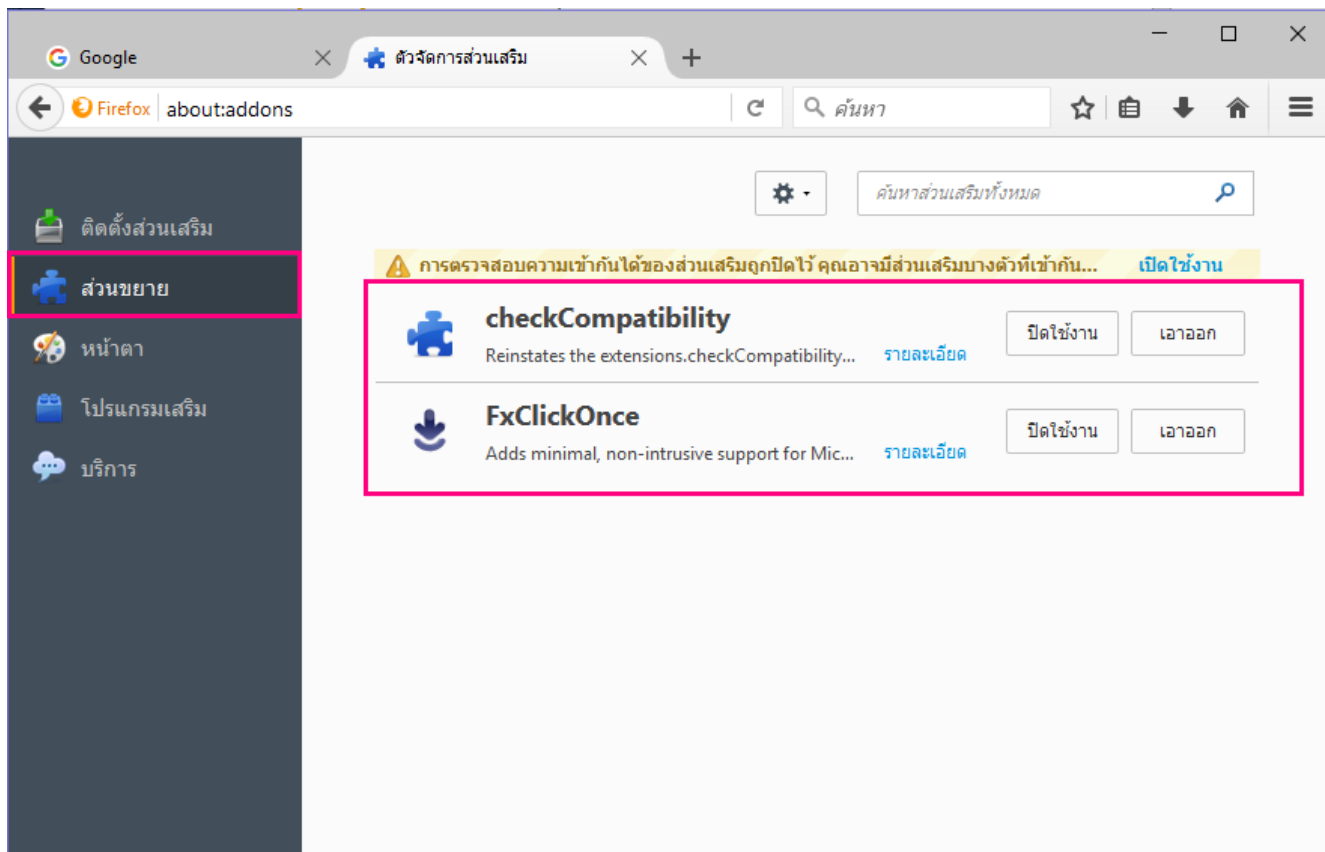 Google
ตัวจัดการส่วนเสริม
Firefox about:addons
ค้นหา
ค้นหาส่วนเสริมทั้งหมด
ติดตั้งส่วนเสริม
ส่วนขยาย
หน้าตา
โปรแกรมเสริม
บริการ
การตรวจสอบความเข้ากันได้ของส่วนเสริมถูกปิดไว้ คุณอาจมีส่วนเสริมบางตัวที่เข้ากัน... เปิดใช้งาน
checkCompatibility
Reinstates the extensions.checkCompatibility... รายละเอียด
ปิดใช้งาน เอาออก
FxClickOnce
Adds minimal, non-intrusive support for Mic... รายละเอียด
ปิดใช้งาน เอาออก